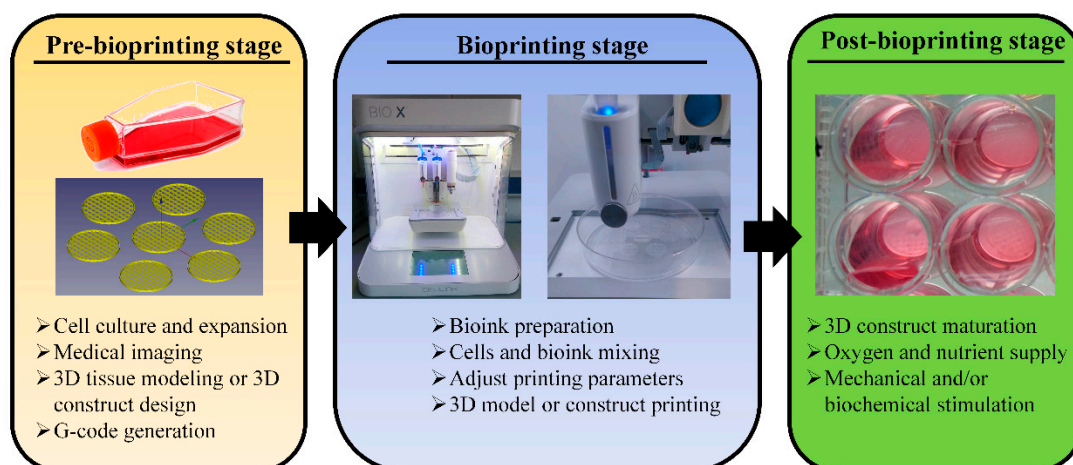 Pre-bioprinting stage
➢Cell culture and expansion
➢Medical imaging
➢3D tissue modeling or 3D
construct design
➢G-code generation
Bioprinting stage
BIO X
CELLINK
➢Bioink preparation
➢Cells and bioink mixing
➢Adjust printing parameters
➢3D model or construct printing
Post-bioprinting stage
➢3D construct maturation
➢Oxygen and nutrient supply
➢Mechanical and/or
biochemical stimulation